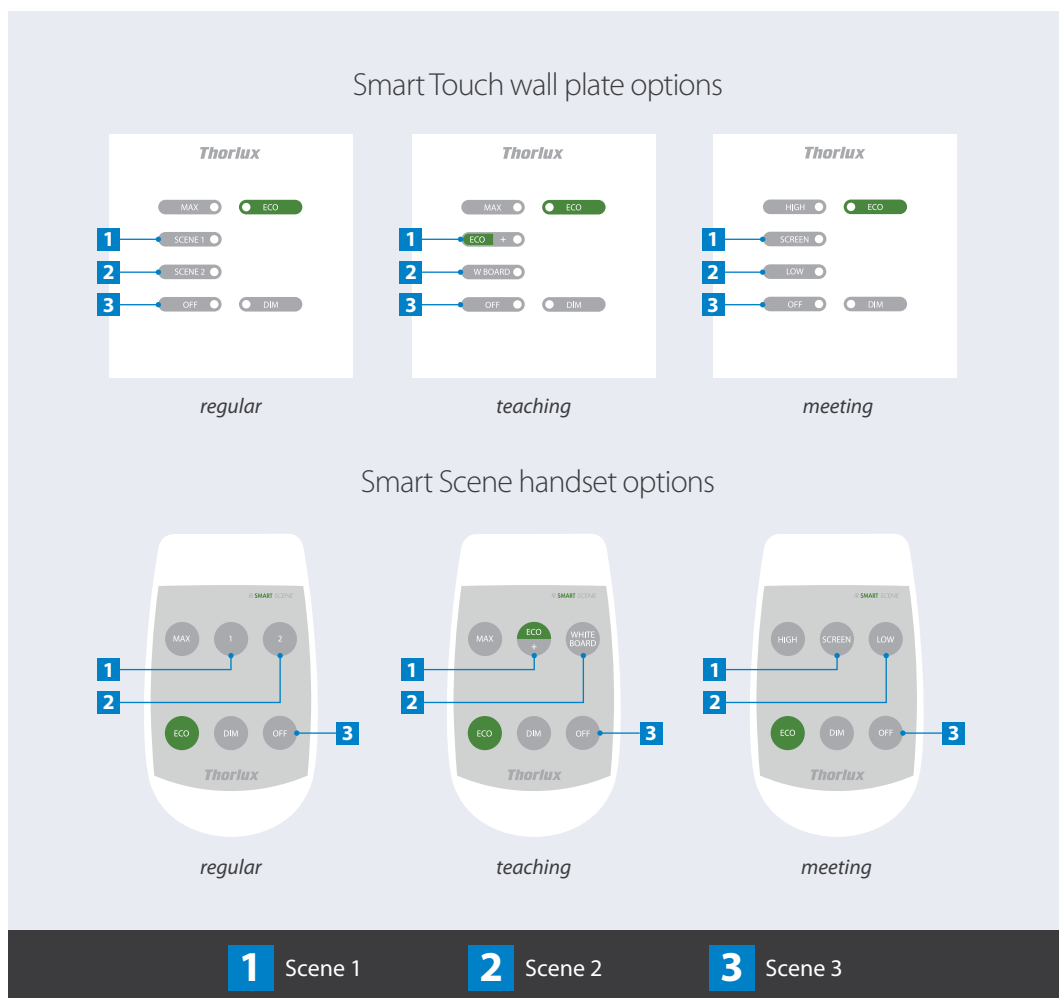 Smart Touch wall plate options
Thorlux
MAX ECO
1 SCENE 1
2 SCENE 2
3 OFF DIM
regular
Thorlux
MAX ECO
1 ECO +
2 W BOARD
3 OFF DIM
teaching
Thorlux
HIGH ECO
1 SCREEN
2 LOW
3 OFF DIM
meeting
Smart Scene handset options
SMART SCENE
MAX 1 2
1
2
ECO DIM OFF 3
Thorlux
regular
SMART SCENE
MAX ECO + WHITE BOARD
1
2
ECO DIM OFF 3
Thorlux
teaching
SMART SCENE
HIGH SCREEN LOW
1
2
ECO DIM OFF 3
Thorlux
meeting
1 Scene 1 2 Scene 2 3 Scene 3